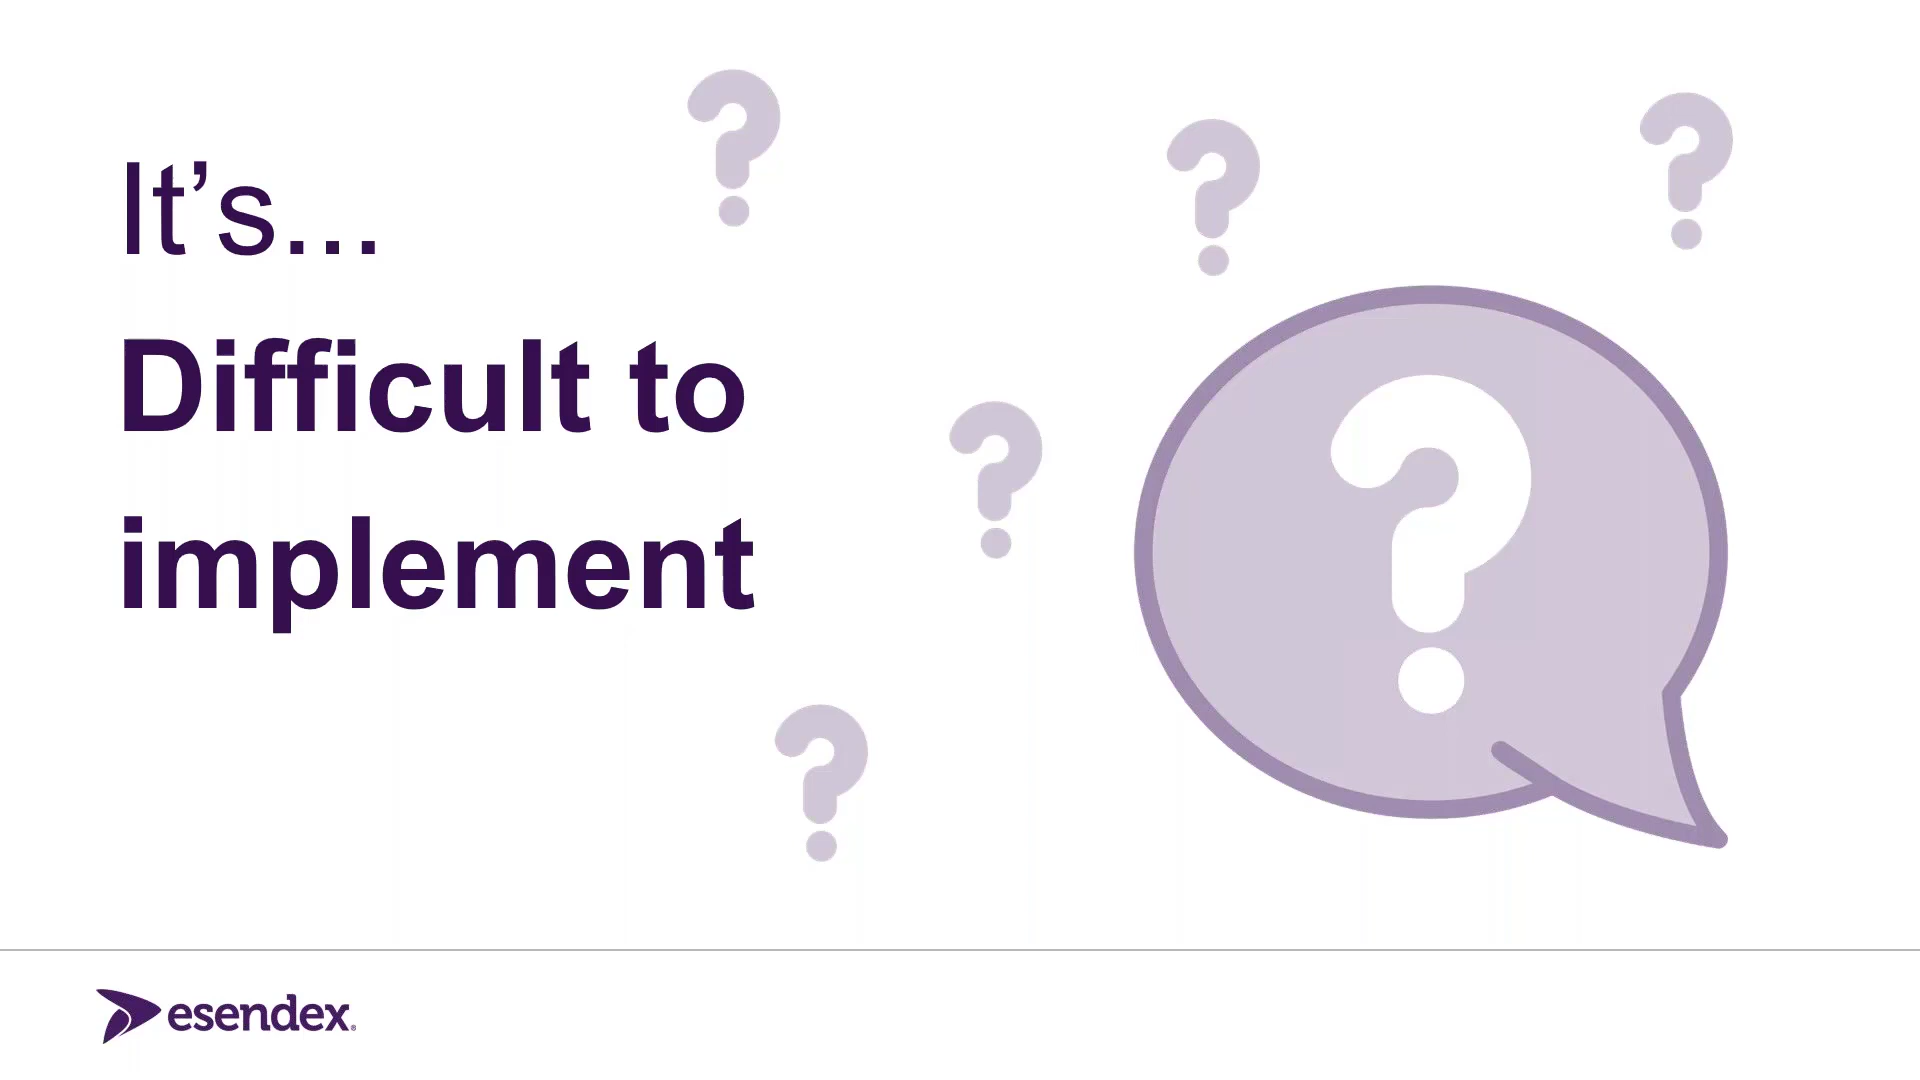 It’s...
Difficult to
implement
?
?
?
?
?
?
esendex®